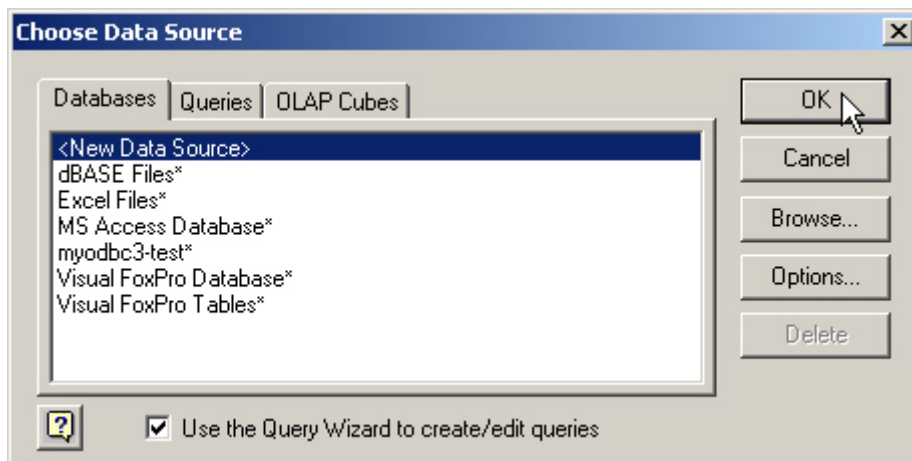 Choose Data Source
Databases Queries OLAP Cubes
<New Data Source>
dBASE Files*
Excel Files*
MS Access Database*
myodbc3-test*
Visual FoxPro Database*
Visual FoxPro Tables*
OK
Cancel
Browse...
Options...
Delete
Use the Query Wizard to create/edit queries